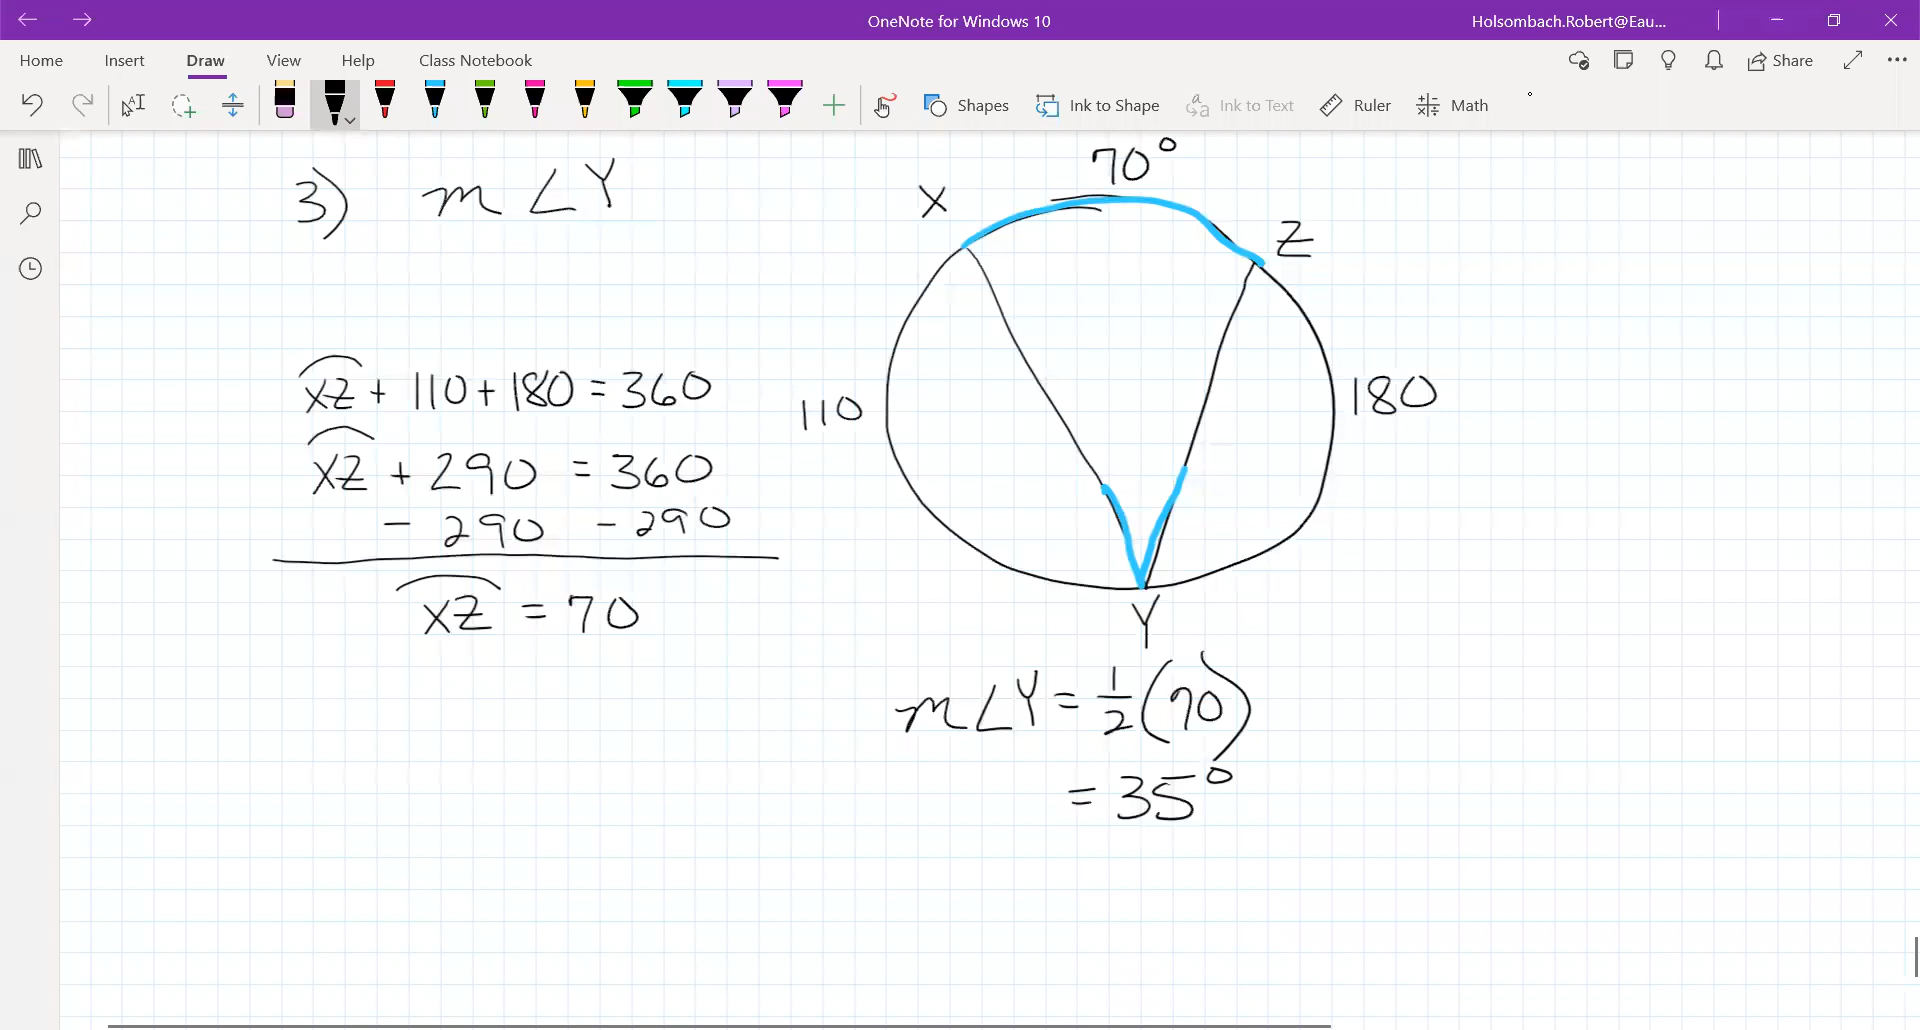 OneNote for Windows 10
Holsombach.Robert@Eau...
Home Insert Draw View Help Class Notebook
Share
Shapes Ink to Shape Ink to Text Ruler Math
3) m∠Y
70°
X
Z
110
180
Y
XZ + 110 + 180 = 360
XZ + 290 = 360
- 290 - 290
XZ = 70
m∠Y = 1/2 (70)
= 35°